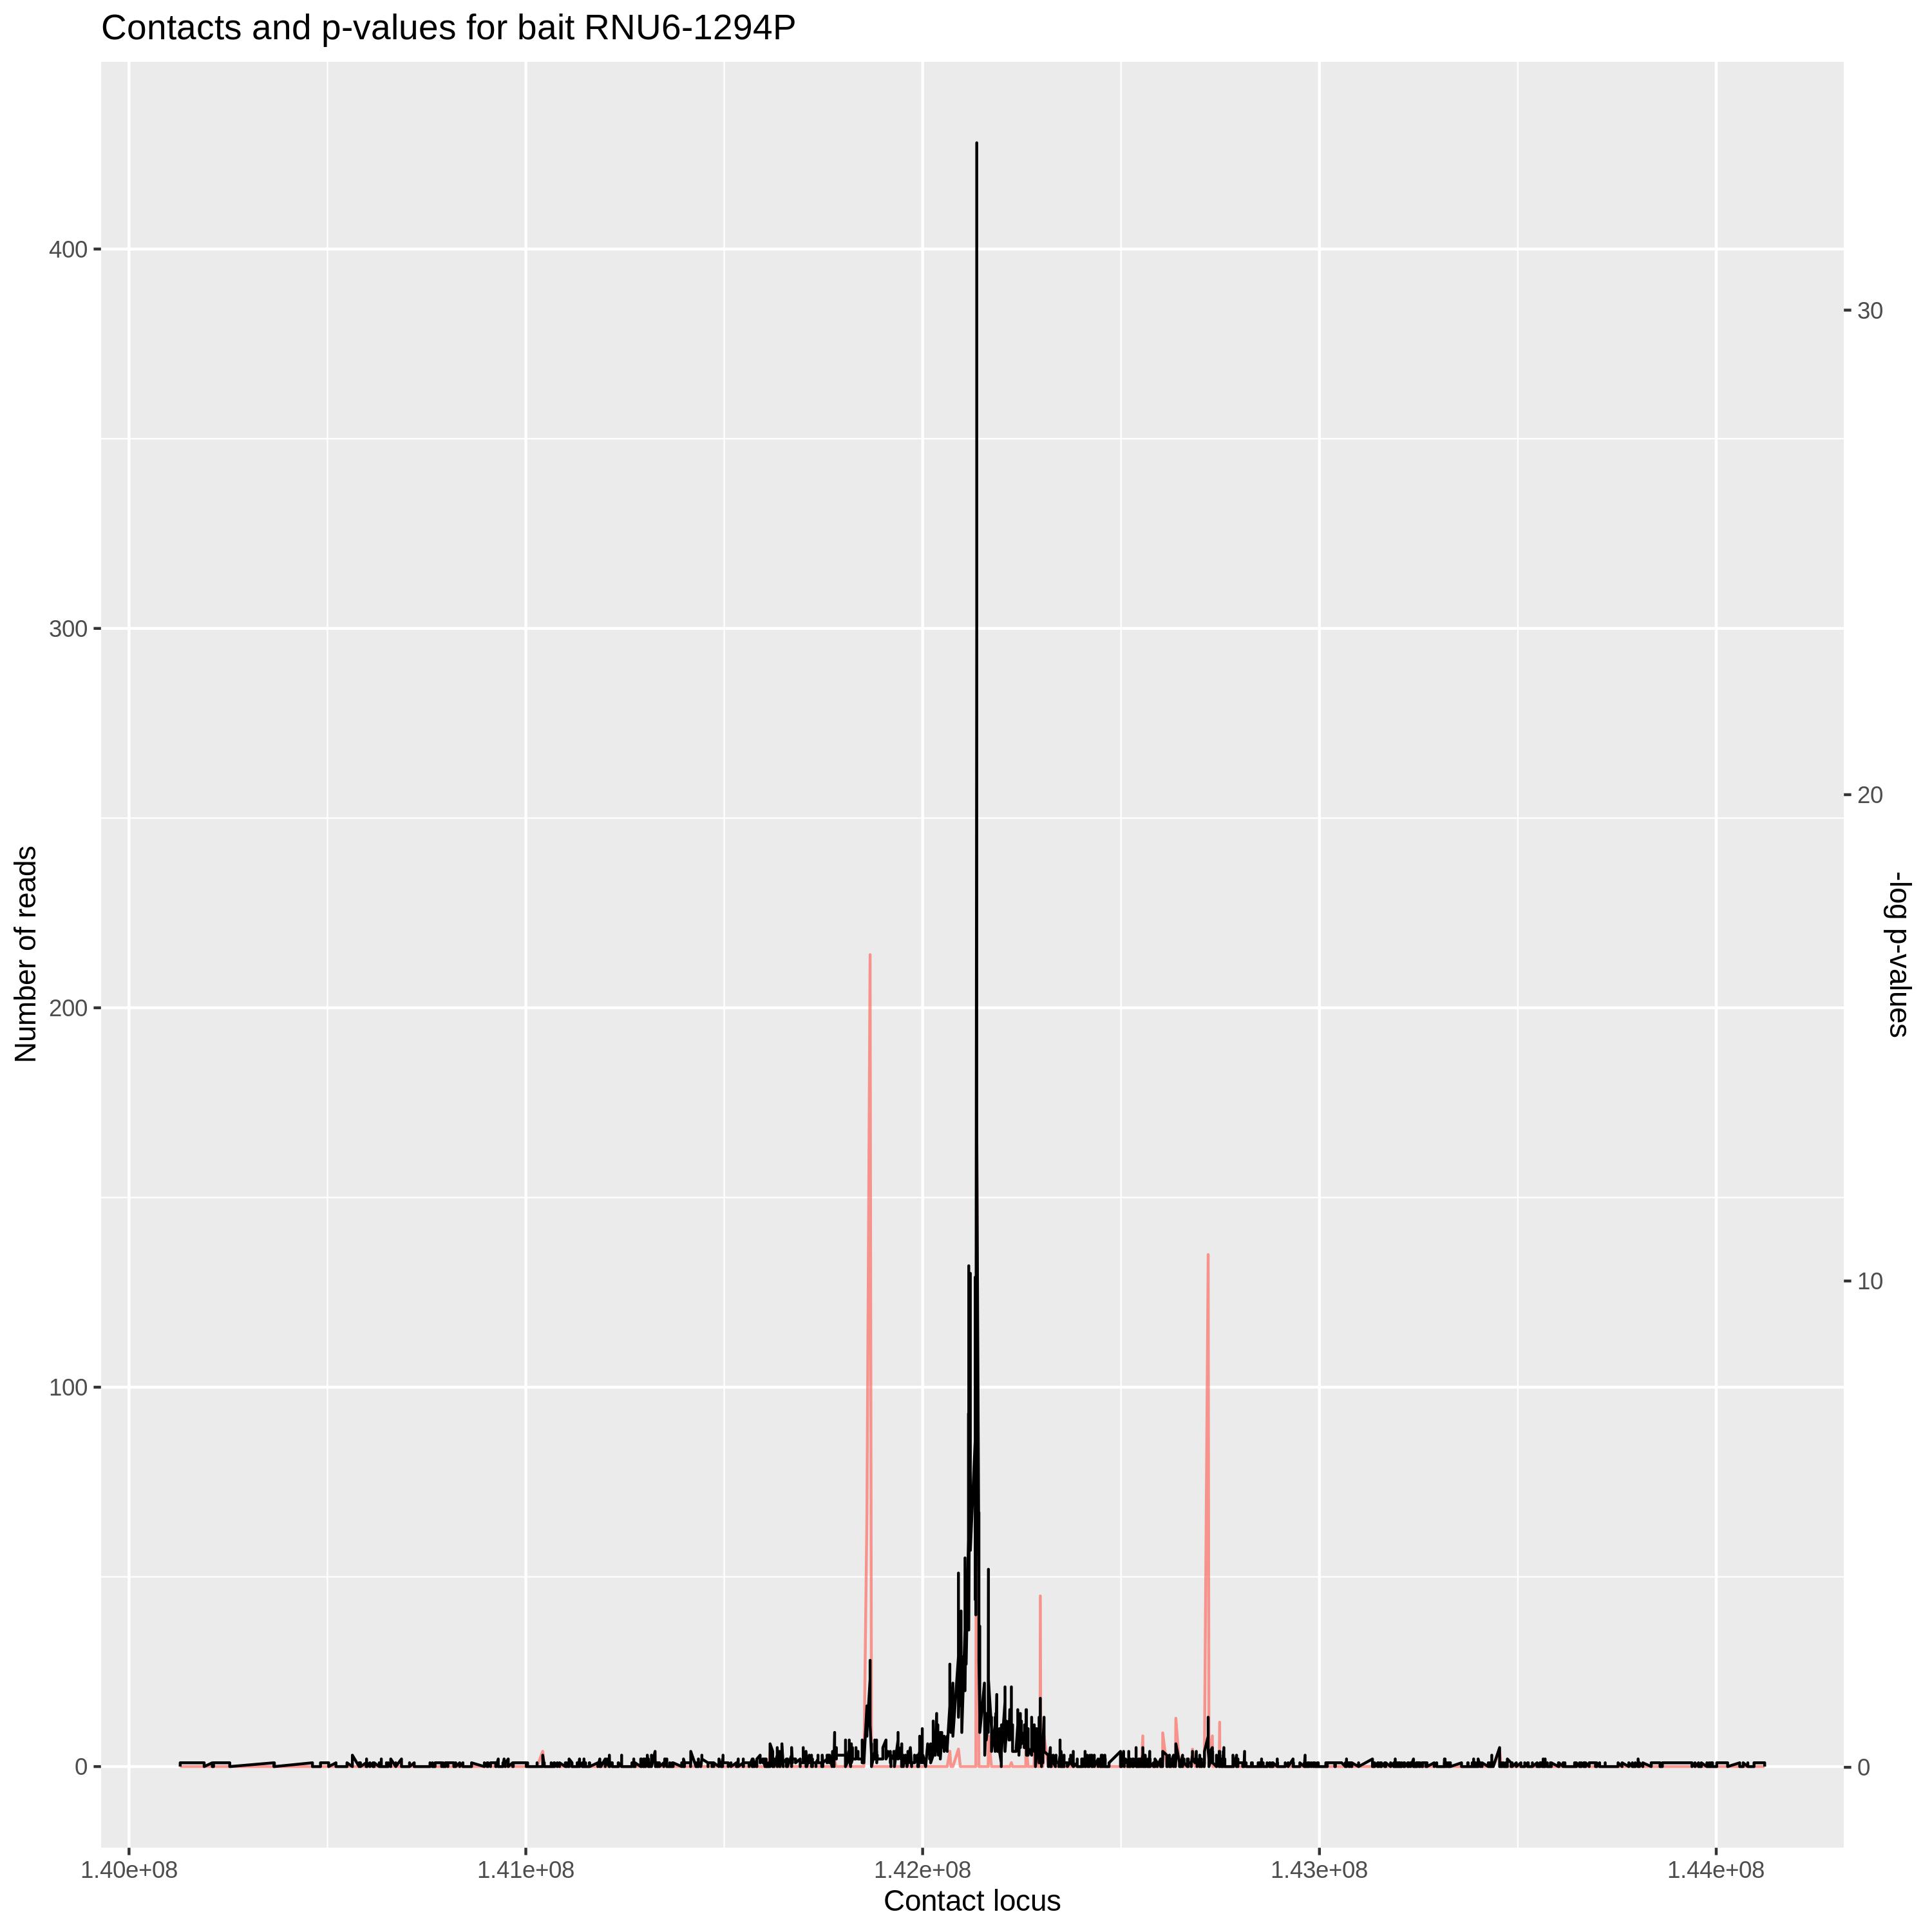 Contacts and p-values for bait RNU6-1294P
400
300
200
100
0
30
20
10
0
Number of reads
-log p-values
1.40e+08 1.41e+08 1.42e+08 1.43e+08 1.44e+08
Contact locus